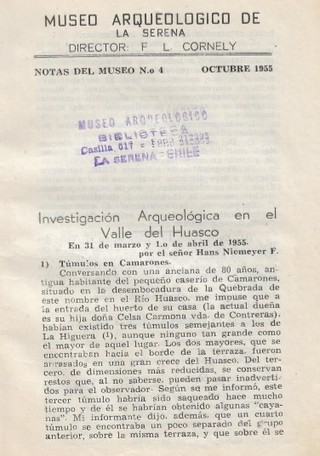 MUSEO ARQUEOLOGICO DE
LA SERENA
DIRECTOR: F L. CORNELY
NOTAS DEL MUSEO N.o 4 OCTUBRE 1955
MUSEO ARQUEOLOGICO
BIBLIOTECA
Casilla 617 =
LA SERENA - CHILE
Investigación Arqueológica en el
Valle del Huasco
En 31 de marzo y 1.o de abril de 1955.
por el señor Hans Niemeyer F.
1) Túmulos en Camarones.
Conversando con una anciana de 80 años, an-
tigua habitante del pequeño caserío de Camarones,
situado en la desembocadura de la Quebrada de
este nombre en el Río Huasco, me impuse que a
la entrada del huerto de su casa (la actual dueña
es su hija doña Celsa Carmona vda. de Contreras).
habían existido tres túmulos semejantes a los de
La Higuera (1), aunque ninguno tan grande como
el mayor de aquel lugar. Los dos mayores, que se
encontraban hacia el borde de la terraza, fueron
arrasados en una gran crece del Huasco. Del ter-
cero, de dimensiones más reducidas, se conservan
restos que, al no saberse, pueden pasar inadverti-
dos para el observador. Según se me informó, este
tercer túmulo habría sido saqueado hace mucho
tiempo y de él se habrían obtenido algunas "caya-
nas". Mi informante dijo, además, que un cuarto
túmulo se encontraba un poco separado del grupo
anterior, sobre la misma terraza, y que sobre él se